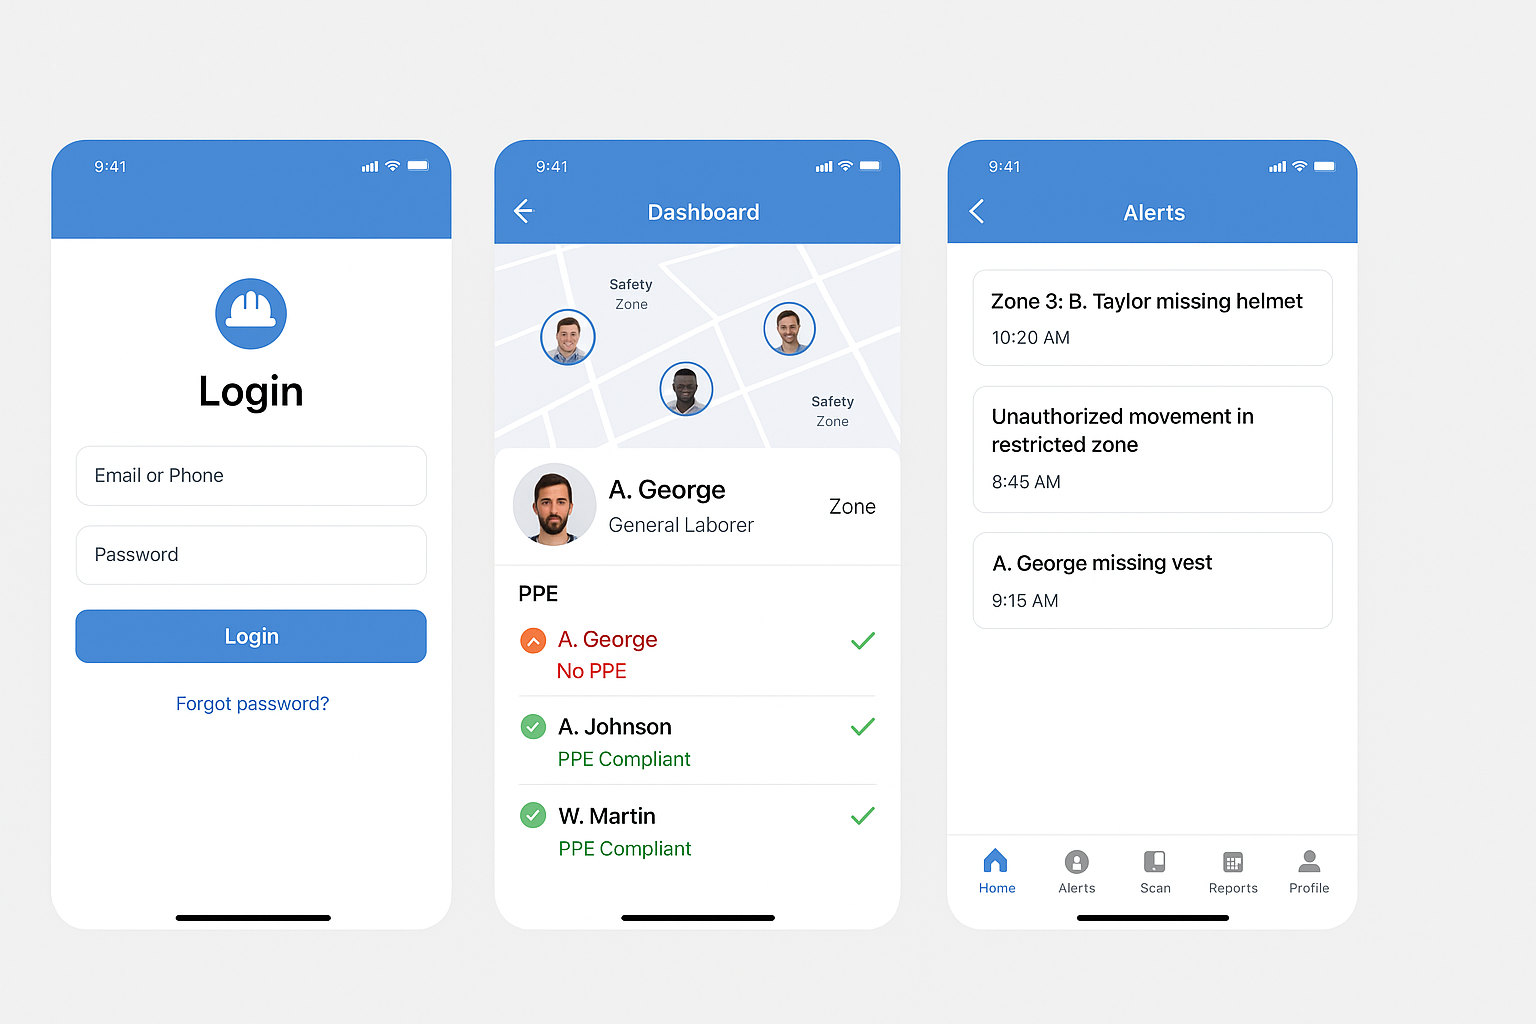 9:41
Login
Email or Phone
Password
Login
Forgot password?
9:41
Dashboard
Safety
Zone
Safety
Zone
A. George
General Laborer
Zone
PPE
A. George
No PPE
A. Johnson
PPE Compliant
W. Martin
PPE Compliant
9:41
Alerts
Zone 3: B. Taylor missing helmet
10:20 AM
Unauthorized movement in
restricted zone
8:45 AM
A. George missing vest
9:15 AM
Home Alerts Scan Reports Profile